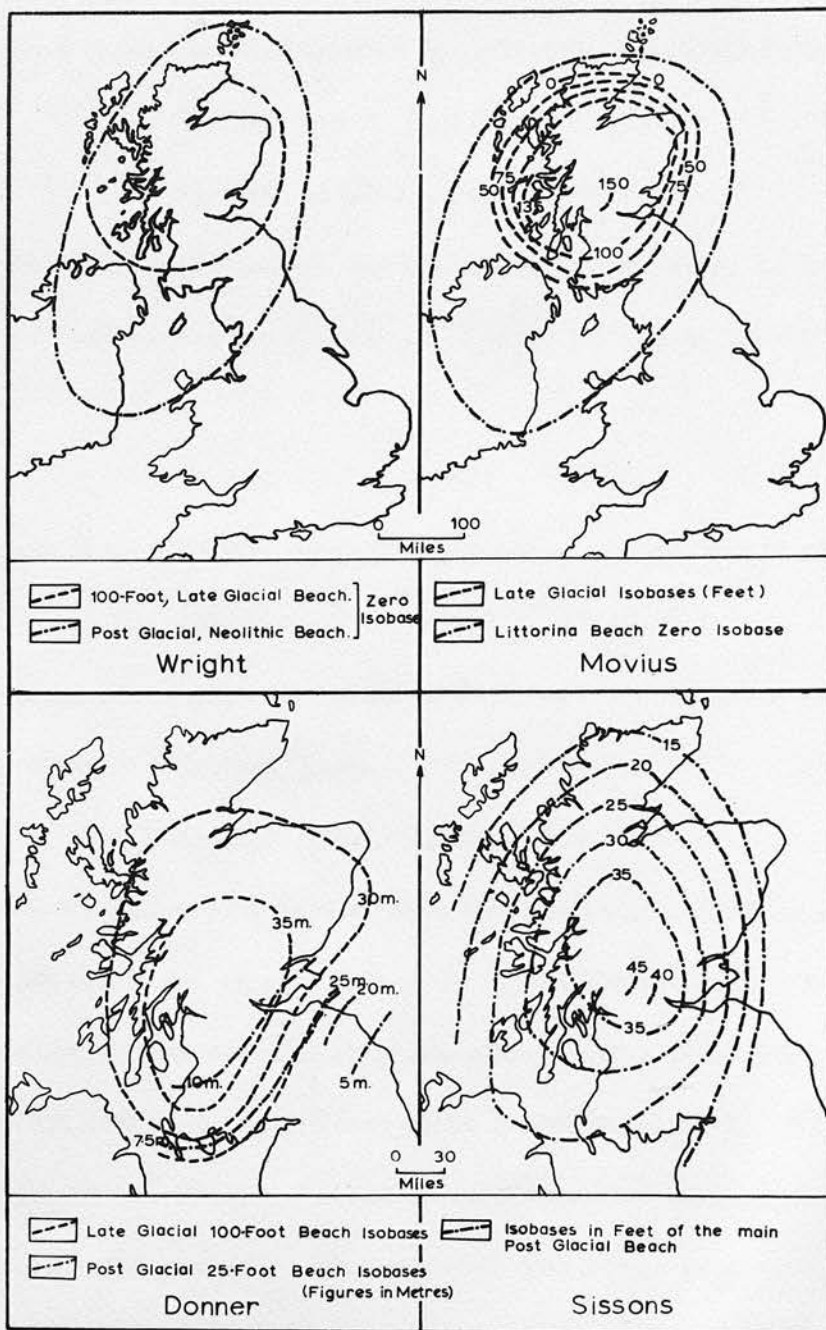 N
0
0
75
50
135
150
50
75
100
0 100
Miles
100-Foot, Late Glacial Beach.
Post Glacial, Neolithic Beach.
Zero
Isobase
Wright
Late Glacial Isobases (Feet)
Littorina Beach Zero Isobase
Movius
N
30m.
35m.
25m.
20m.
10m.
5m.
75m.
0 30
Miles
15
20
25
30
35
45
40
35
Late Glacial 100-Foot Beach Isobases
Post Glacial 25-Foot Beach Isobases
(Figures in Metres)
Donner
Isobases in Feet of the main
Post Glacial Beach
Sissons